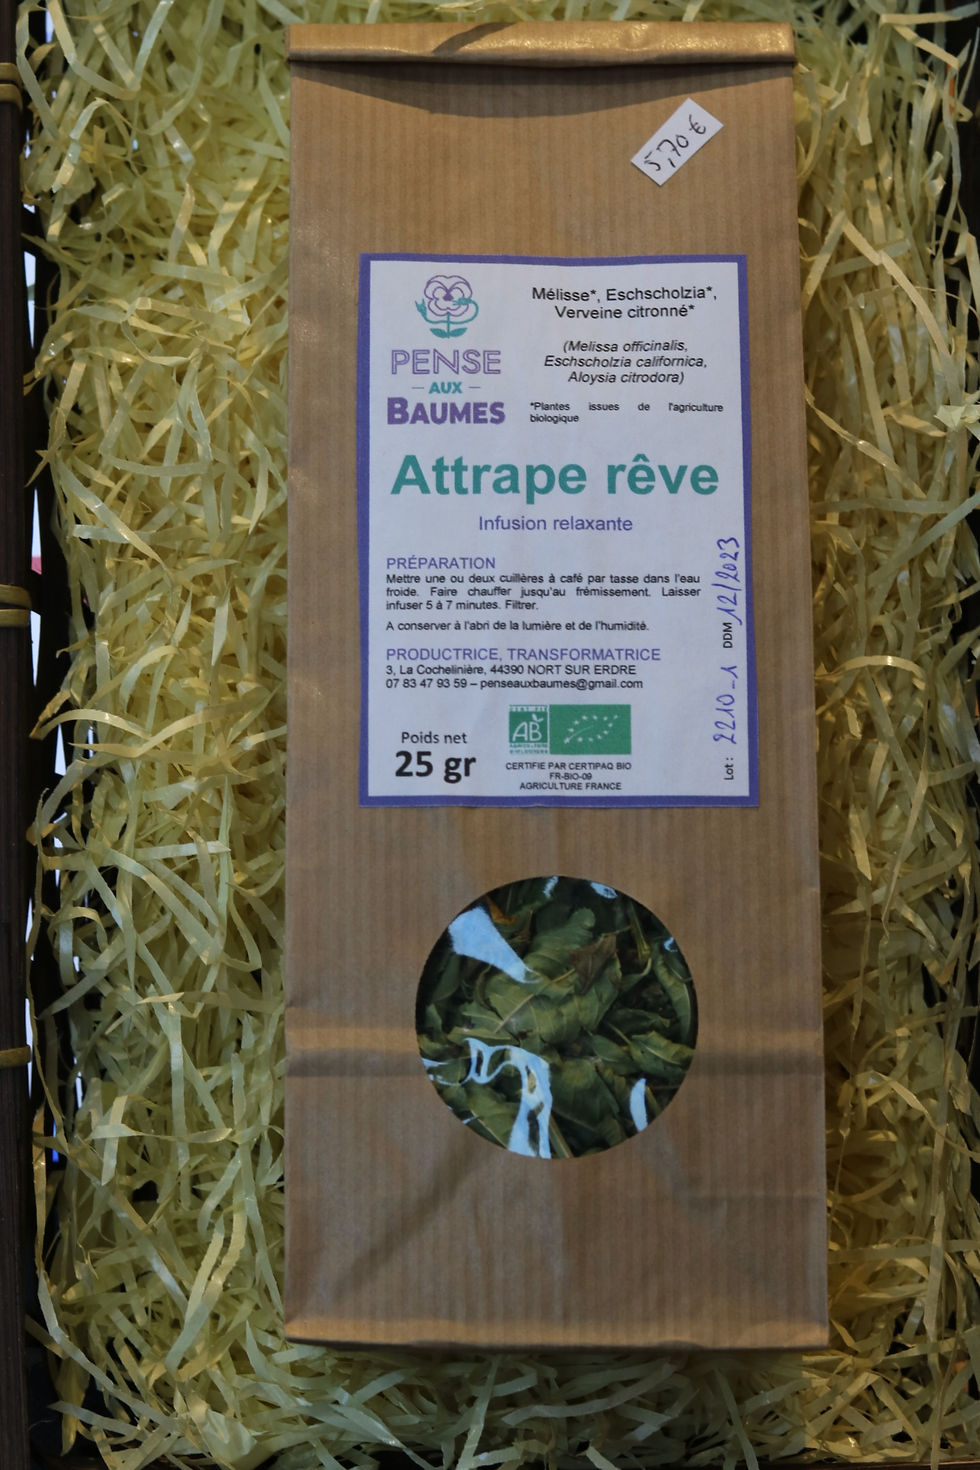 5,70 €
PENSE
AUX
BAUMES
Mélisse*, Eschscholzia*,
Verveine citronné*
(Melissa officinalis,
Eschscholzia californica,
Aloysia citrodora)
*Plantes issues de l'agriculture
biologique
Attrape rêve
Infusion relaxante
PRÉPARATION
Mettre une ou deux cuillères à café par tasse dans l'eau
froide. Faire chauffer jusqu'au frémissement. Laisser
infuser 5 à 7 minutes. Filtrer.
A conserver à l'abri de la lumière et de l'humidité.
PRODUCTRICE, TRANSFORMATRICE
3, La Cochelinière, 44390 NORT SUR ERDRE
07 83 47 93 59 – penseauxbaumes@gmail.com
Poids net
25 gr
AB
CERTIFIE PAR CERTIPAQ BIO
FR-BIO-09
AGRICULTURE FRANCE
Lot : 2210-1 DDM 12/2023